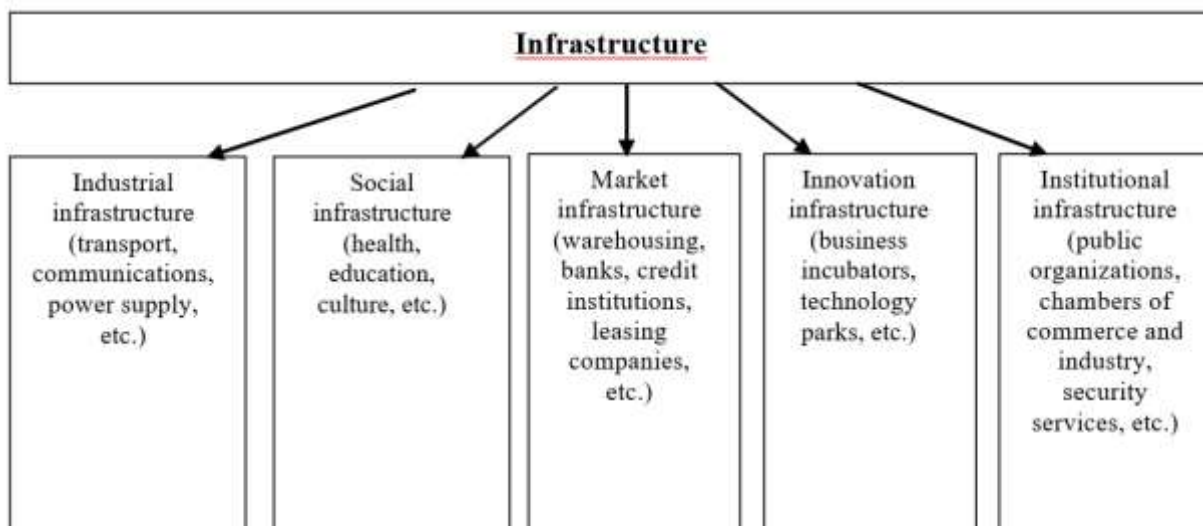 Infrastructure
Industrial
infrastructure
(transport,
communications,
power supply,
etc.)
Social
infrastructure
(health,
education,
culture, etc.)
Market
infrastructure
(warehousing,
banks, credit
institutions,
leasing
companies,
etc.)
Innovation
infrastructure
(business
incubators,
technology
parks, etc.)
Institutional
infrastructure
(public
organizations,
chambers of
commerce and
industry,
security
services, etc.)